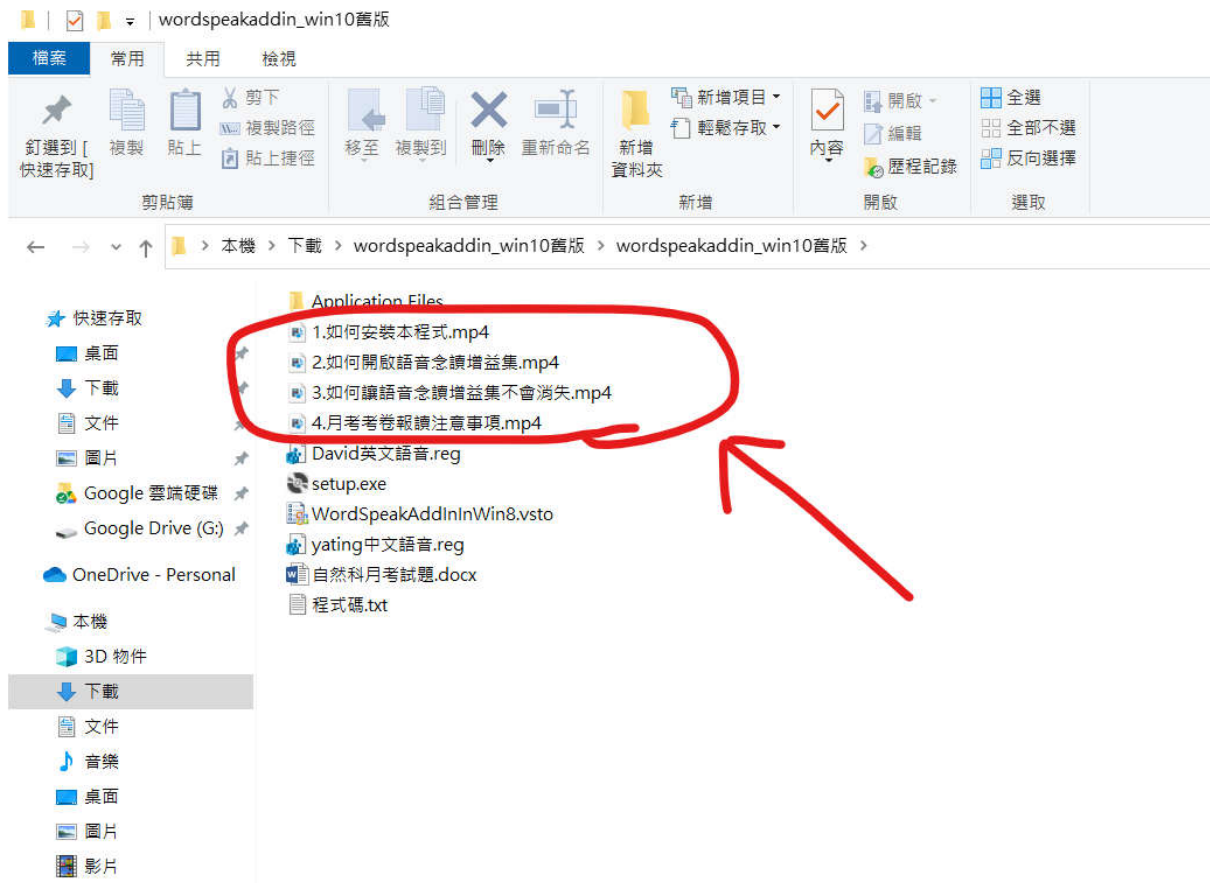 wordspeakaddin_win10舊版
檔案 常用 共用 檢視
釘選到 [快速存取]
複製
貼上
剪下
複製路徑
貼上捷徑
移至
複製到
刪除
重新命名
新增資料夾
新增項目
輕鬆存取
內容
開啟
編輯
歷程記錄
全選
全部不選
反向選擇
剪貼簿 組合管理 新增 開啟 選取
本機 > 下載 > wordspeakaddin_win10舊版 > wordspeakaddin_win10舊版 >
快速存取
桌面
下載
文件
圖片
Google 雲端硬碟
Google Drive (G:)
OneDrive - Personal
本機
3D 物件
下載
文件
音樂
桌面
圖片
影片
Application Files
1.如何安裝本程式.mp4
2.如何開啟語音念讀增益集.mp4
3.如何讓語音念讀增益集不會消失.mp4
4.月考考卷報讀注意事項.mp4
David英文語音.reg
setup.exe
WordSpeakAddInInWin8.vsto
yating中文語音.reg
自然科月考試題.docx
程式碼.txt